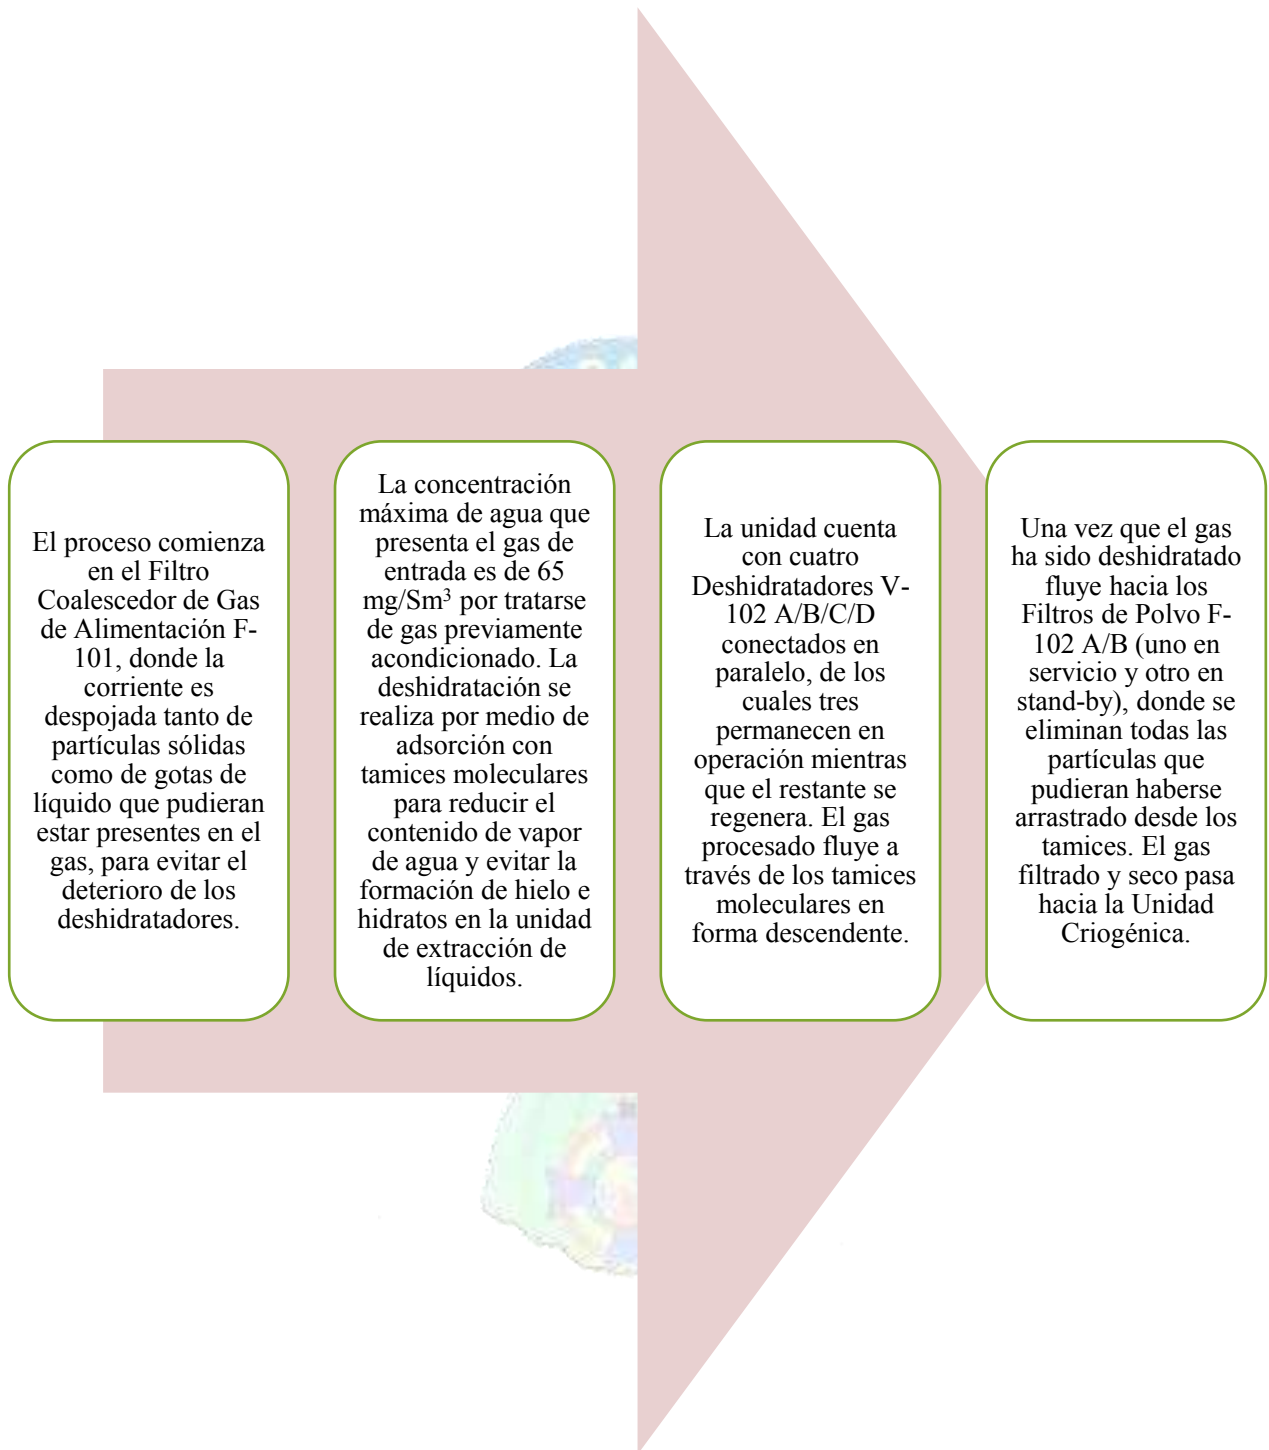 El proceso comienza
en el Filtro
Coalescedor de Gas
de Alimentación F-
101, donde la
corriente es
despojada tanto de
partículas sólidas
como de gotas de
líquido que pudieran
estar presentes en el
gas, para evitar el
deterioro de los
deshidratadores.
La concentración
máxima de agua que
presenta el gas de
entrada es de 65
mg/Sm³ por tratarse
de gas previamente
acondicionado. La
deshidratación se
realiza por medio de
adsorción con
tamices moleculares
para reducir el
contenido de vapor
de agua y evitar la
formación de hielo e
hidratos en la unidad
de extracción de
líquidos.
La unidad cuenta
con cuatro
Deshidratadores V-
102 A/B/C/D
conectados en
paralelo, de los
cuales tres
permanecen en
operación mientras
que el restante se
regenera. El gas
procesado fluye a
través de los tamices
moleculares en
forma descendente.
Una vez que el gas
ha sido deshidratado
fluye hacia los
Filtros de Polvo F-
102 A/B (uno en
servicio y otro en
stand-by), donde se
eliminan todas las
partículas que
pudieran haberse
arrastrado desde los
tamices. El gas
filtrado y seco pasa
hacia la Unidad
Criogénica.